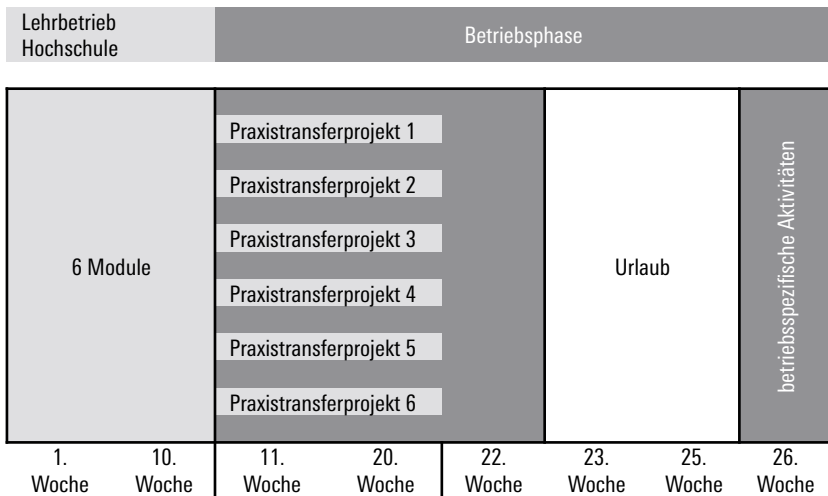 Lehrbetrieb
Hochschule
Betriebsphase
Praxistransferprojekt 1
Praxistransferprojekt 2
Praxistransferprojekt 3
6 Module
Urlaub
Praxistransferprojekt 4
Praxistransferprojekt 5
Praxistransferprojekt 6
betriebsspezifische Aktivitäten
1. Woche
10. Woche
11. Woche
20. Woche
22. Woche
23. Woche
25. Woche
26. Woche